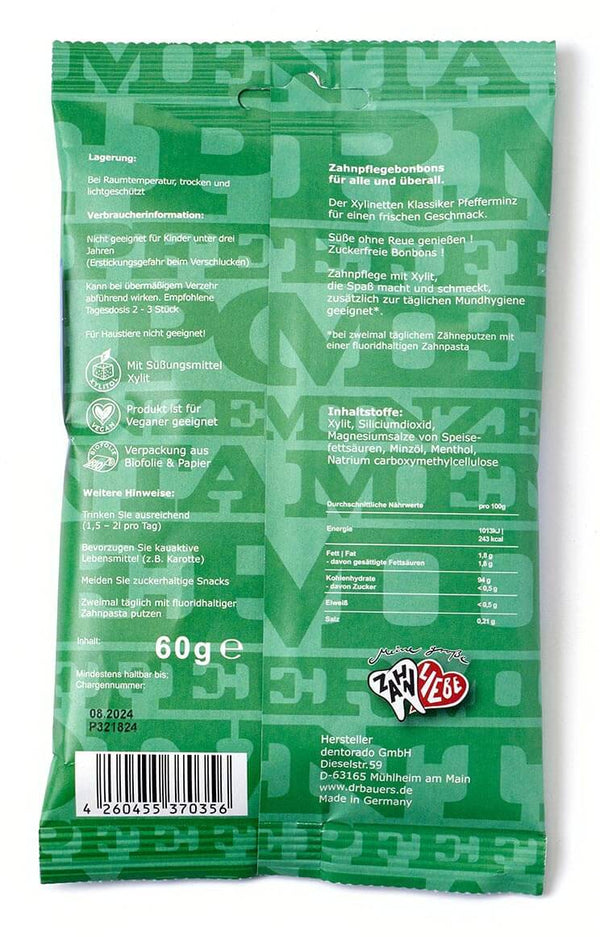 Lagerung:
Bei Raumtemperatur, trocken und
lichtgeschützt
Verbraucherinformation:
Nicht geeignet für Kinder unter drei
Jahren
(Erstickungsgefahr beim Verschlucken)
Kann bei übermäßigem Verzehr
abführend wirken. Empfohlene
Tagesdosis 2 - 3 Stück
Für Haustiere nicht geeignet!
XYLITOL
Mit Süßungsmittel
Xylit
VEGAN
Produkt ist für
Veganer geeignet
BIOFOLIE
Verpackung aus
Biofolie & Papier
Weitere Hinweise:
Trinken Sie ausreichend
(1,5 – 2l pro Tag)
Bevorzugen Sie kauaktive
Lebensmittel (z.B. Karotte)
Meiden Sie zuckerhaltige Snacks
Zweimal täglich mit fluoridhaltiger
Zahnpasta putzen
Inhalt: 60g e
Mindestens haltbar bis:
Chargennummer:
08.2024
P321824
4 260455 370356
Zahnpflegebonbons
für alle und überall.
Der Xylinetten Klassiker Pfefferminz
für einen frischen Geschmack.
Süße ohne Reue genießen !
Zuckerfreie Bonbons !
Zahnpflege mit Xylit,
die Spaß macht und schmeckt,
zusätzlich zur täglichen Mundhygiene
geeignet*.
*bei zweimal täglichem Zähneputzen mit
einer fluoridhaltigen Zahnpasta
Inhaltstoffe:
Xylit, Siliciumdioxid,
Magnesiumsalze von Speise-
fettsäuren, Minzöl, Menthol,
Natrium carboxymethylcellulose
Durchschnittliche Nährwerte pro 100g
Energie 1013kJ |
243 kcal
Fett | Fat 1,8 g
- davon gesättigte Fettsäuren 1,8 g
Kohlenhydrate 94 g
- davon Zucker < 0,5 g
Eiweiß < 0,5 g
Salz 0,21 g
Meine große
ZAHN LIEBE
Hersteller
dentorado GmbH
Dieselstr.59
D-63165 Mühlheim am Main
www.drbauers.de
Made in Germany